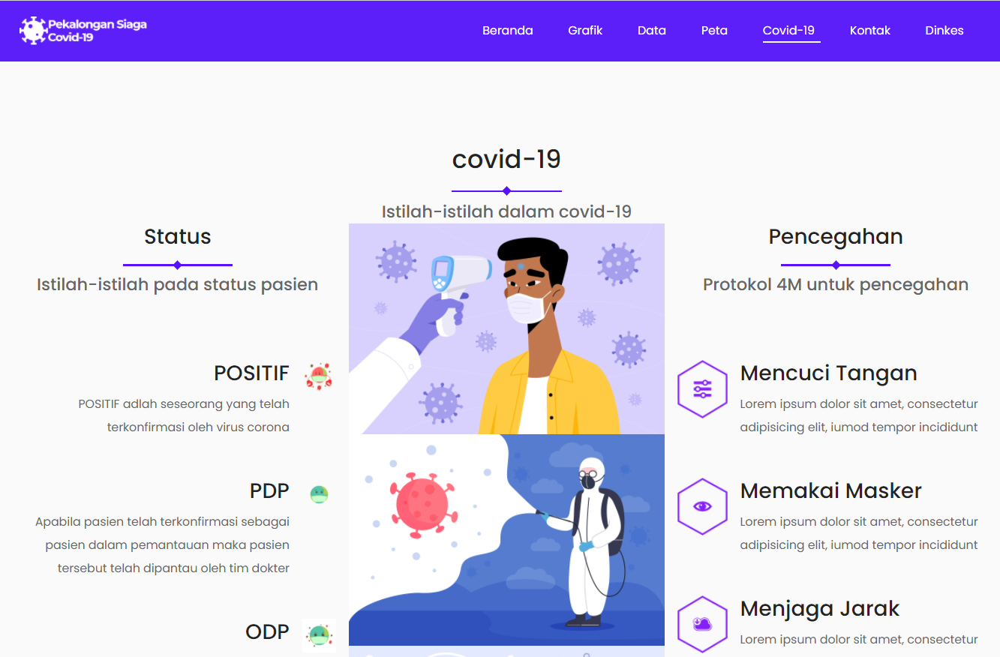 Pekalongan Siaga
Covid-19
Beranda
Grafik
Data
Peta
Covid-19
Kontak
Dinkes
covid-19
Istilah-istilah dalam covid-19
Status
Istilah-istilah pada status pasien
POSITIF
POSITIF adlah seseorang yang telah
terkonfirmasi oleh virus corona
PDP
Apabila pasien telah terkonfirmasi sebagai
pasien dalam pemantauan maka pasien
tersebut telah dipantau oleh tim dokter
ODP
Pencegahan
Protokol 4M untuk pencegahan
Mencuci Tangan
Lorem ipsum dolor sit amet, consectetur
adipisicing elit, iumod tempor incididunt
Memakai Masker
Lorem ipsum dolor sit amet, consectetur
adipisicing elit, iumod tempor incididunt
Menjaga Jarak
Lorem ipsum dolor sit amet, consectetur